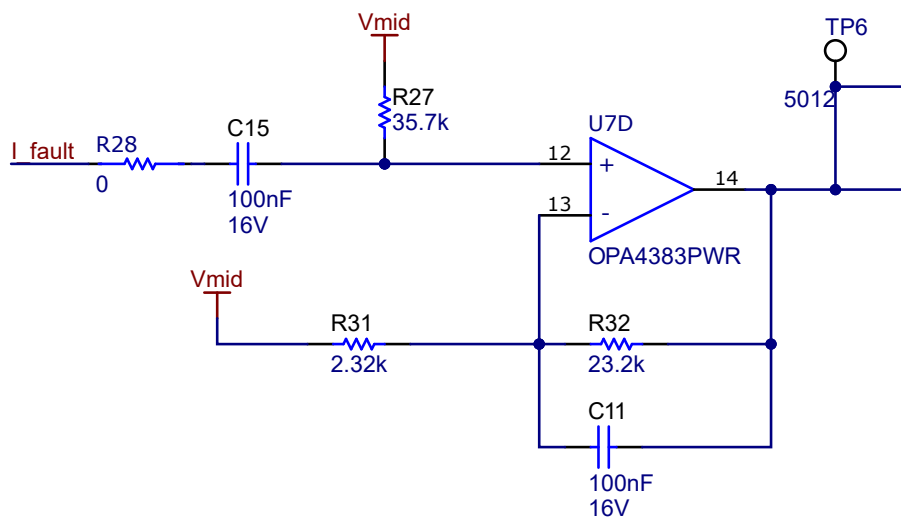 Vmid
TP6
R27
35.7k
5012
C15
U7D
I_fault
R28
0
12
+
100nF
16V
14
13
-
OPA4383PWR
Vmid
R31
2.32k
R32
23.2k
C11
100nF
16V